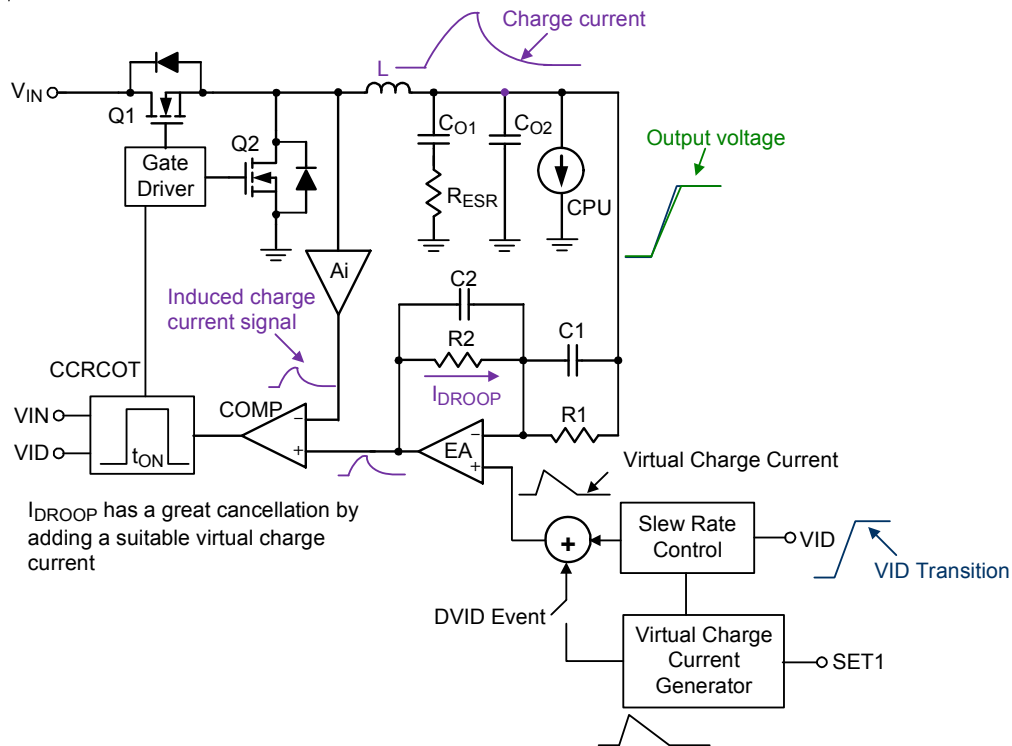 Charge current
L
VIN
Q1
CO1
CO2
Output voltage
Gate
Driver
Q2
RESR
CPU
Ai
C2
Induced charge
current signal
R2
C1
CCRCOT
IDROOP
VIN
COMP
R1
VID
tON
EA
Virtual Charge Current
IDROOP has a great cancellation by
adding a suitable virtual charge
current
+
Slew Rate
Control
VID
VID Transition
DVID Event
Virtual Charge
Current
Generator
SET1